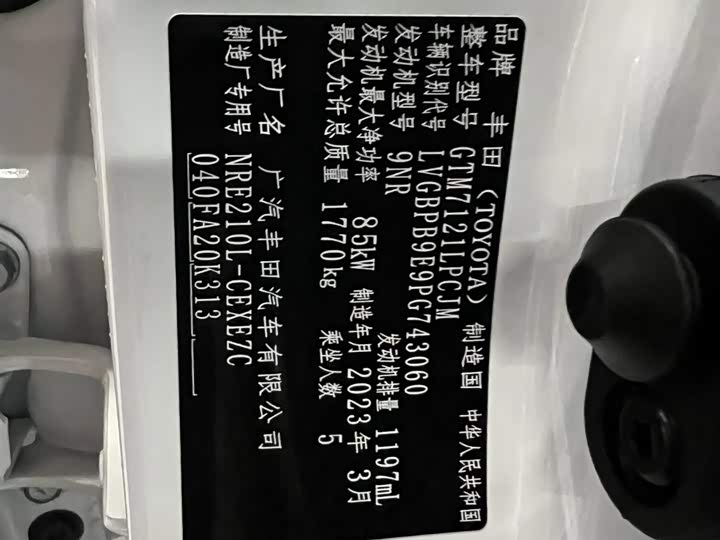 品牌 丰田(TOYOTA) 制造国 中华人民共和国
整车型号 GTM7121LPCJM
车辆识别代号 LVGBPB9E9PG743060
发动机型号 9NR 发动机排量 1197mL
发动机最大净功率 85kW 制造年月 2023年 3月
最大允许总质量 1770kg 乘坐人数 5
生产厂名 广汽丰田汽车有限公司
制造厂专用号 NRE210L-CEXEZC
040FA20K313